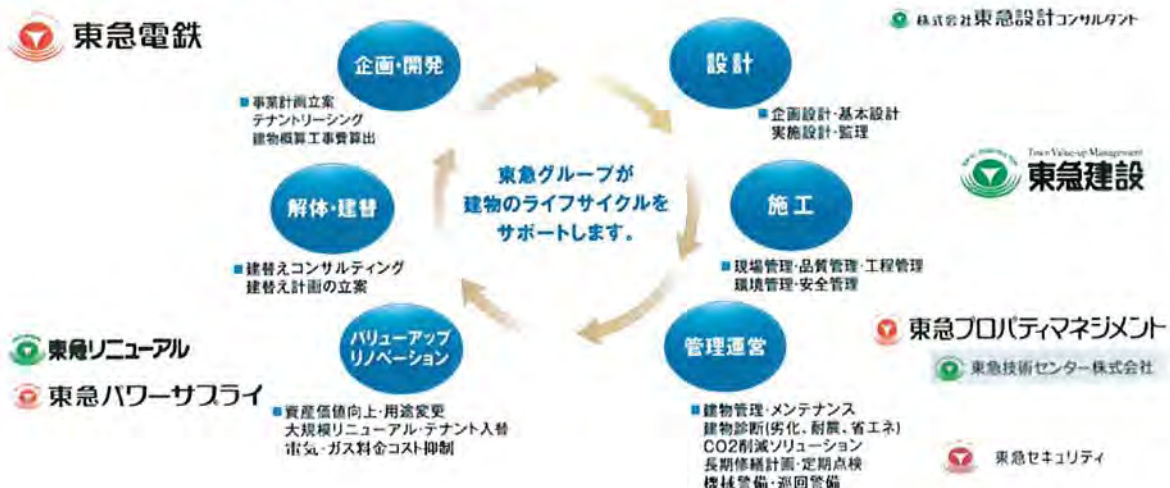 東急電鉄
株式会社東急設計コンサルタント
企画・開発
設計
■事業計画立案
テナントリーシング
建物概算工事費算出
■企画設計・基本設計
実施設計・監理
東急グループが
建物のライフサイクルを
サポートします。
Town Value-up Management
東急建設
解体・建替
施工
■建替えコンサルティング
建替え計画の立案
■現場管理・品質管理・工程管理
環境管理・安全管理
東急リニューアル
東急パワーサプライ
バリューアップ
リノベーション
管理運営
東急プロパティマネジメント
東急技術センター株式会社
■資産価値向上・用途変更
大規模リニューアル・テナント入替
電気・ガス料金コスト抑制
■建物管理・メンテナンス
建物診断(劣化、耐震、省エネ)
CO2削減ソリューション
長期修繕計画・定期点検
機械警備・巡回警備
東急セキュリティ